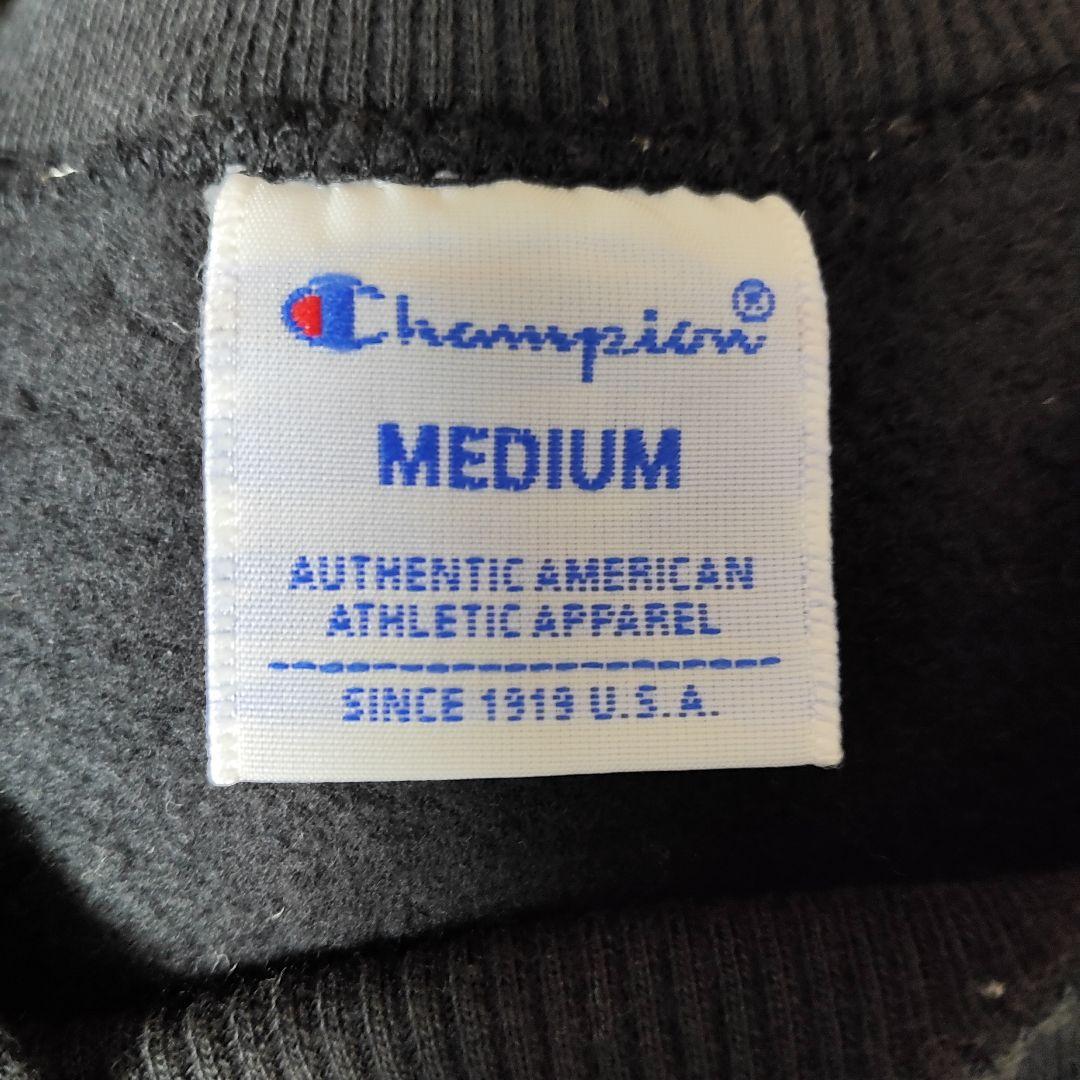 Champion®
MEDIUM
AUTHENTIC AMERICAN
ATHLETIC APPAREL
SINCE 1919 U.S.A.